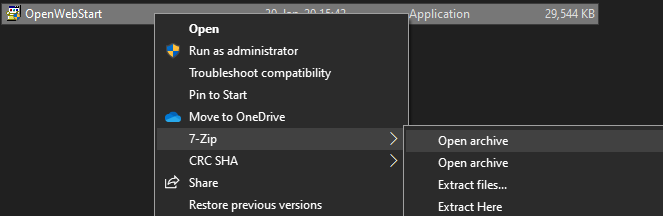 OpenWebStart 20-Jan-20 15:43 Application 29,544 KB
Open
Run as administrator
Troubleshoot compatibility
Pin to Start
Move to OneDrive
7-Zip
Open archive
CRC SHA
Open archive
Share
Extract files...
Restore previous versions
Extract Here